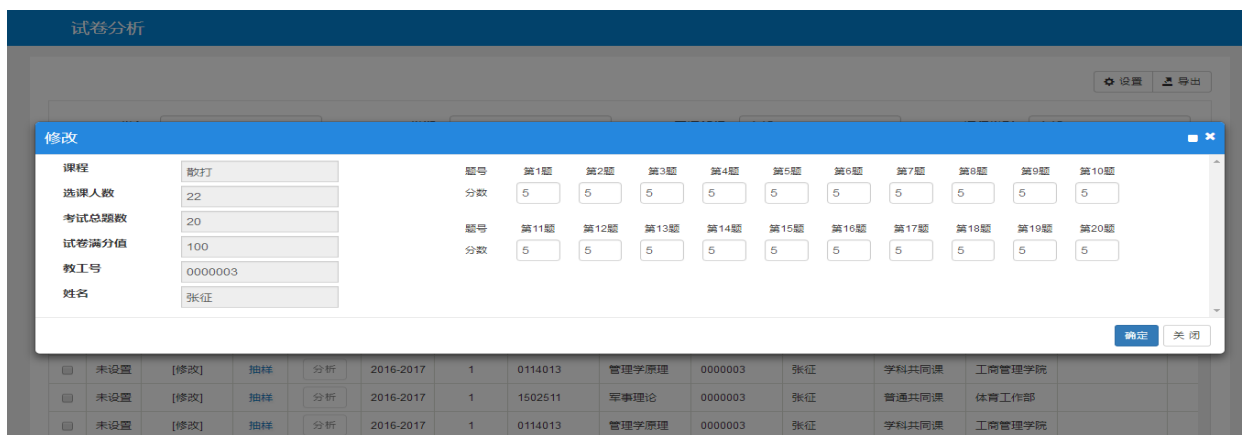 试卷分析
设置 导出
修改
课程 散打
选课人数 22
考试总题数 20
试卷满分值 100
教工号 0000003
姓名 张征
题号 第1题 第2题 第3题 第4题 第5题 第6题 第7题 第8题 第9题 第10题
分数 5 5 5 5 5 5 5 5 5 5
题号 第11题 第12题 第13题 第14题 第15题 第16题 第17题 第18题 第19题 第20题
分数 5 5 5 5 5 5 5 5 5 5
确定 关闭
未设置 [修改] 抽样 分析 2016-2017 1 0114013 管理学原理 0000003 张征 学科共同课 工商管理学院
未设置 [修改] 抽样 分析 2016-2017 1 1502511 军事理论 0000003 张征 普通共同课 体育工作部
未设置 [修改] 抽样 分析 2016-2017 1 0114013 管理学原理 0000003 张征 学科共同课 工商管理学院